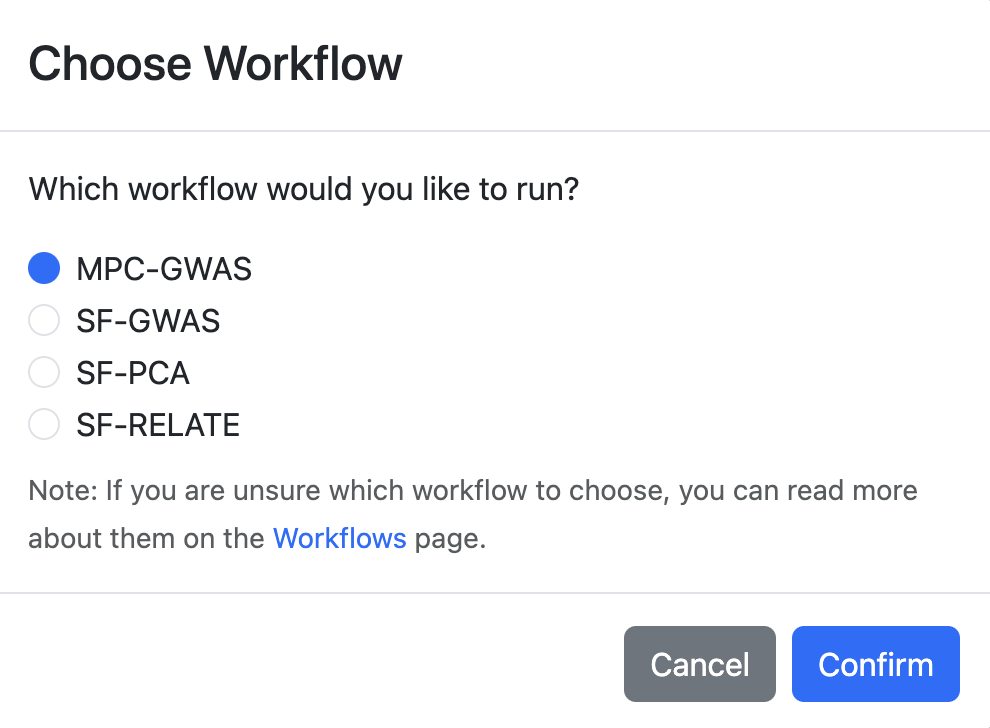 Choose Workflow
Which workflow would you like to run?
MPC-GWAS
SF-GWAS
SF-PCA
SF-RELATE
Note: If you are unsure which workflow to choose, you can read more
about them on the Workflows page.
Cancel Confirm